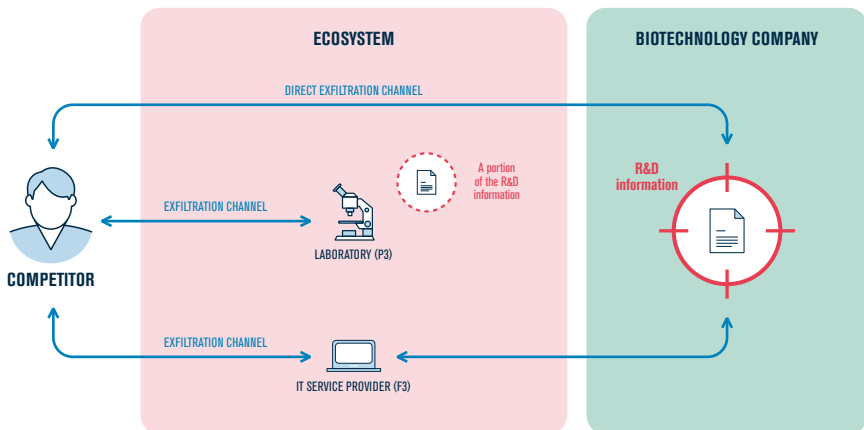 ECOSYSTEM
BIOTECHNOLOGY COMPANY
DIRECT EXFILTRATION CHANNEL
A portion
of the R&D
information
R&D
information
EXFILTRATION CHANNEL
LABORATORY (P3)
COMPETITOR
EXFILTRATION CHANNEL
IT SERVICE PROVIDER (F3)